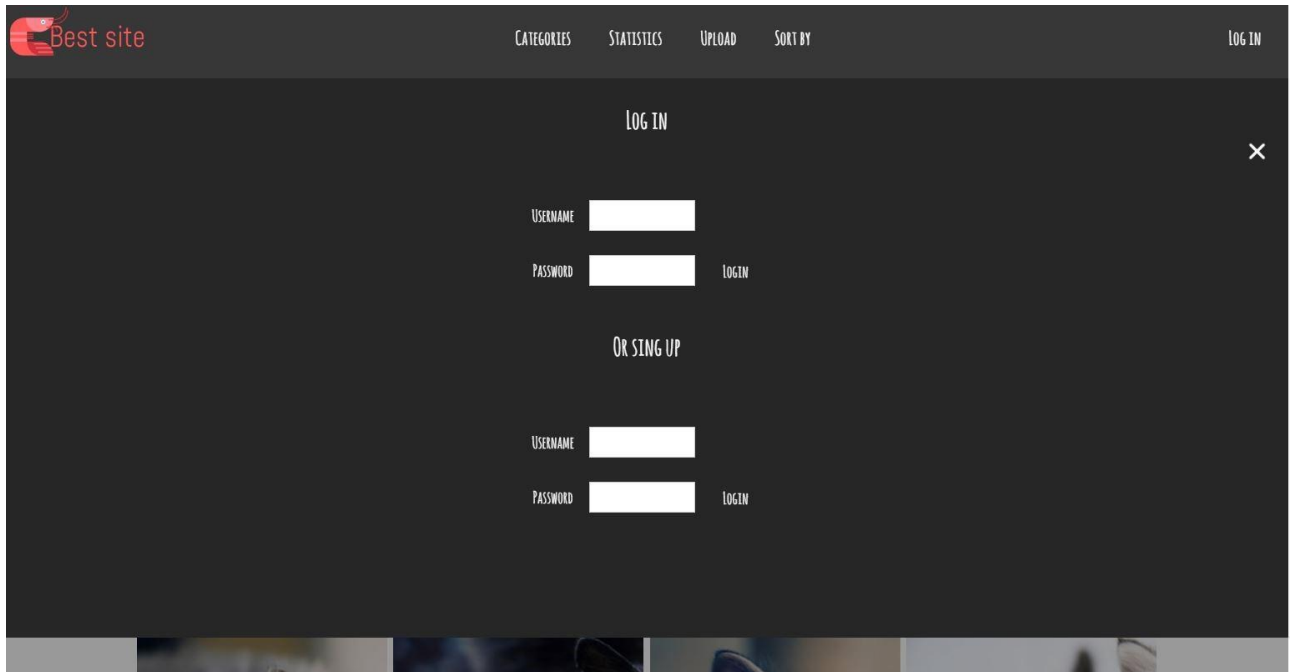 Best site
Categories Statistics Upload Sort by Log in
Log in
Username
Password Login
Or sing up
Username
Password Login